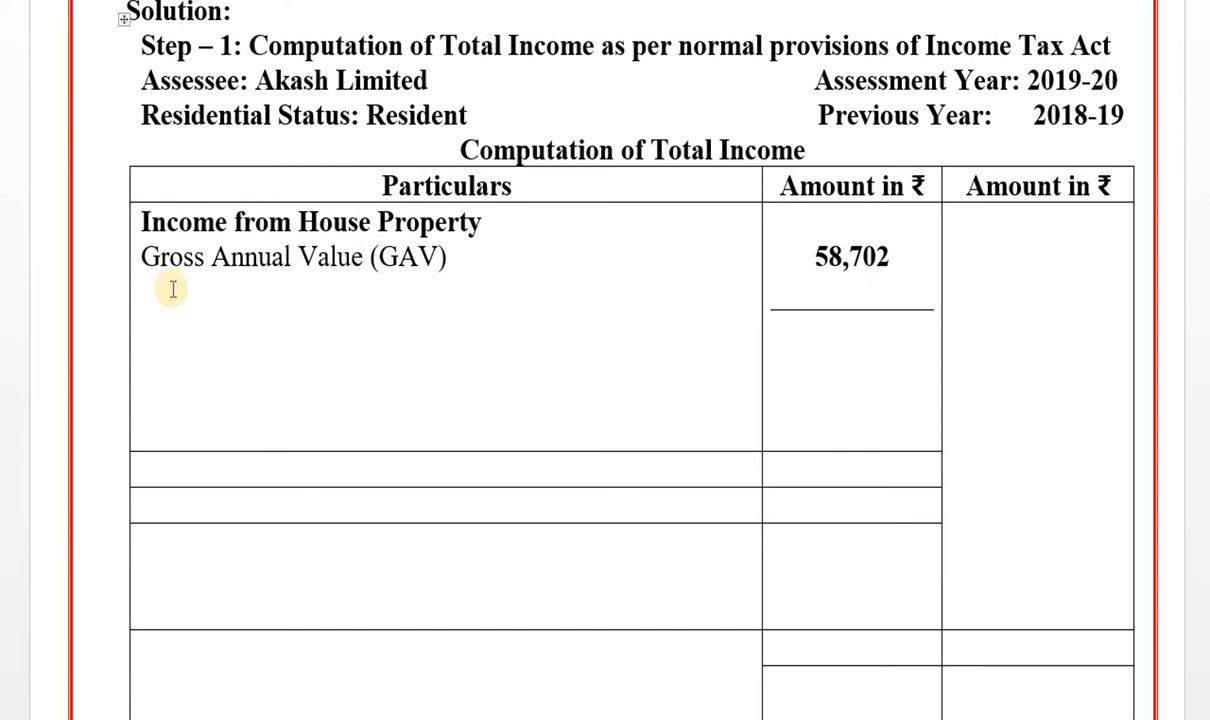 Solution:
Step – 1: Computation of Total Income as per normal provisions of Income Tax Act
Assessee: Akash Limited Assessment Year: 2019-20
Residential Status: Resident Previous Year: 2018-19
Computation of Total Income
Particulars Amount in ₹ Amount in ₹
Income from House Property
Gross Annual Value (GAV) 58,702